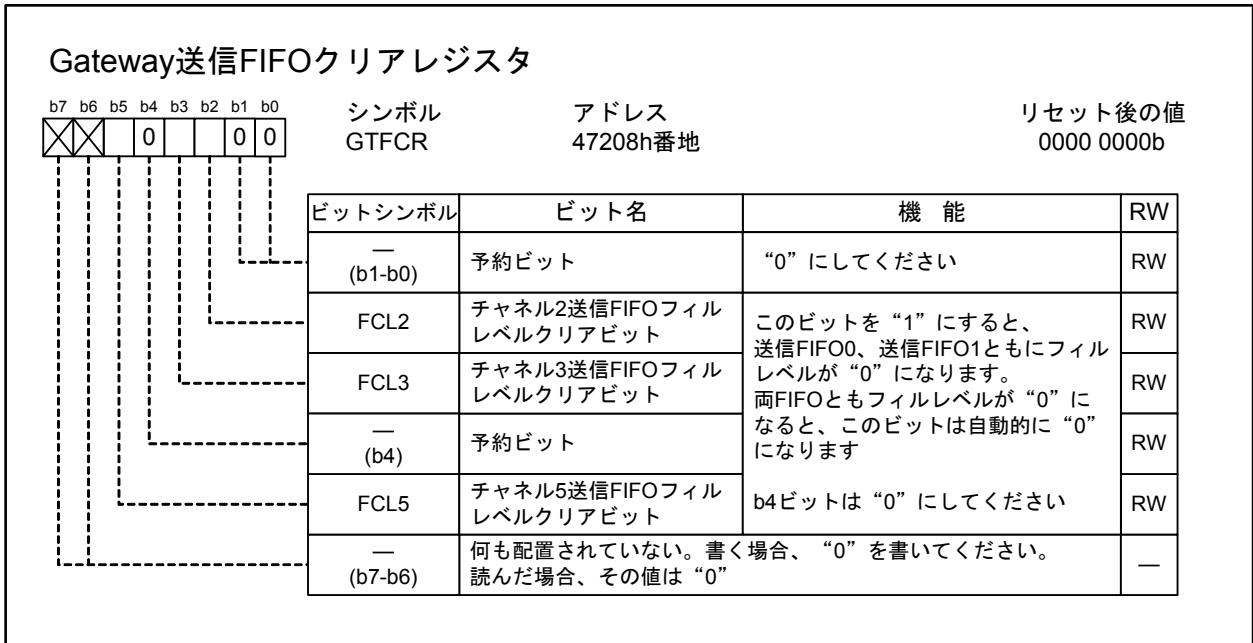 Gateway送信FIFOクリアレジスタ
b7 b6 b5 b4 b3 b2 b1 b0
0 0 0
シンボル アドレス リセット後の値
GTFCR 47208h番地 0000 0000b
ビットシンボル ビット名 機 能 RW
—
(b1-b0)
予約ビット
“0”にしてください
RW
FCL2
チャネル2送信FIFOフィル
レベルクリアビット
このビットを“1”にすると、
送信FIFO0、送信FIFO1ともにフィル
レベルが“0”になります。
両FIFOともフィルレベルが“0”に
なると、このビットは自動的に“0”
になります
RW
FCL3
チャネル3送信FIFOフィル
レベルクリアビット
RW
—
(b4)
予約ビット
RW
FCL5
チャネル5送信FIFOフィル
レベルクリアビット
b4ビットは“0”にしてください
RW
—
(b7-b6)
何も配置されていない。書く場合、“0”を書いてください。
読んだ場合、その値は“0”
—